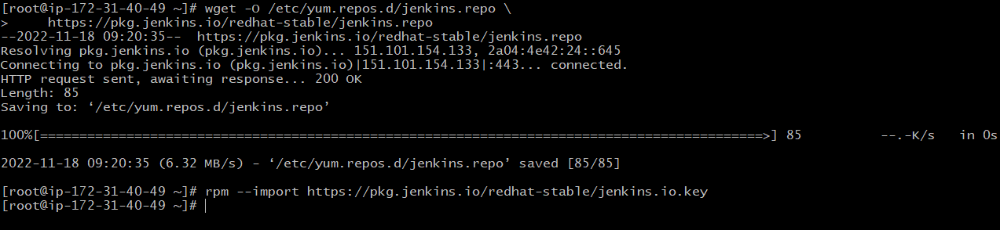 [root@ip-172-31-40-49 ~]# wget -O /etc/yum.repos.d/jenkins.repo \
>     https://pkg.jenkins.io/redhat-stable/jenkins.repo
--2022-11-18 09:20:35--  https://pkg.jenkins.io/redhat-stable/jenkins.repo
Resolving pkg.jenkins.io (pkg.jenkins.io)... 151.101.154.133, 2a04:4e42:24::645
Connecting to pkg.jenkins.io (pkg.jenkins.io)|151.101.154.133|:443... connected.
HTTP request sent, awaiting response... 200 OK
Length: 85
Saving to: ‘/etc/yum.repos.d/jenkins.repo’
100%[============================================================================================>] 85          --.-K/s   in 0s
2022-11-18 09:20:35 (6.32 MB/s) - ‘/etc/yum.repos.d/jenkins.repo’ saved [85/85]
[root@ip-172-31-40-49 ~]# rpm --import https://pkg.jenkins.io/redhat-stable/jenkins.io.key
[root@ip-172-31-40-49 ~]#